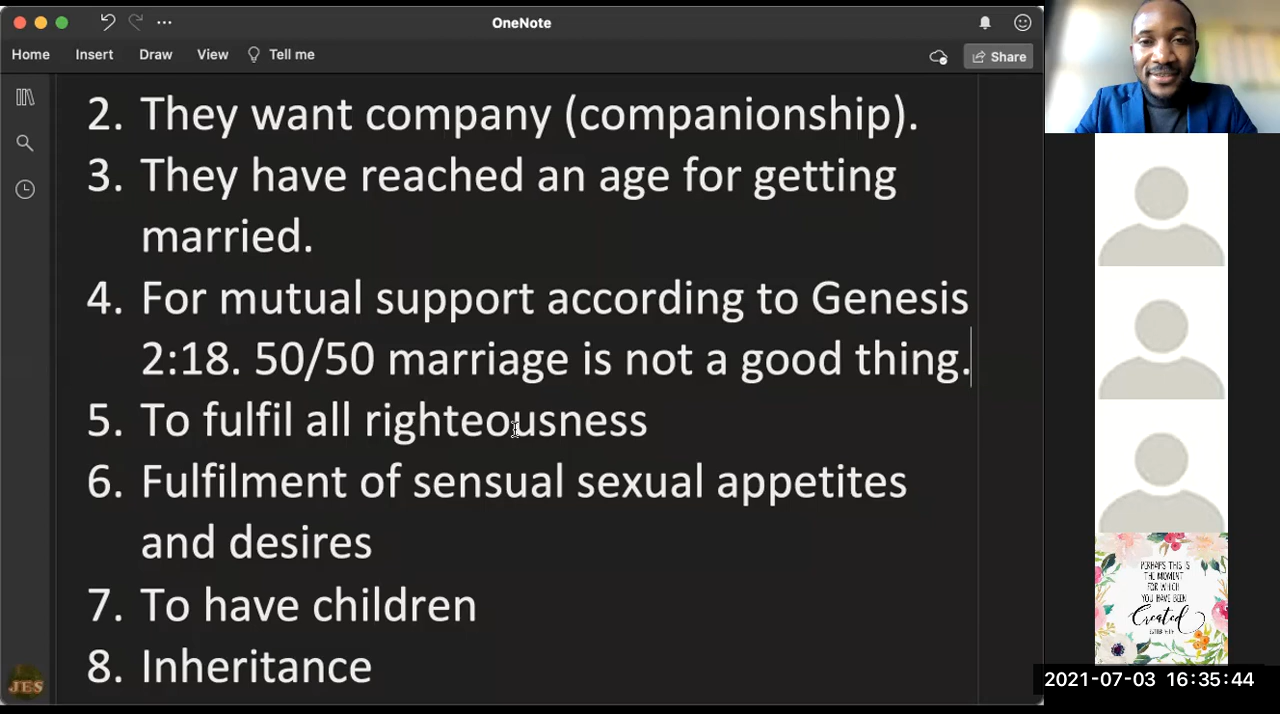 OneNote
Home Insert Draw View Tell me Share
2. They want company (companionship).
3. They have reached an age for getting
married.
4. For mutual support according to Genesis
2:18. 50/50 marriage is not a good thing.
5. To fulfil all righteousness
6. Fulfilment of sensual sexual appetites
and desires
7. To have children
8. Inheritance
JES
PERHAPS THIS IS
THE MOMENT
FOR WHICH
YOU HAVE BEEN
Created
2021-07-03 16:35:44